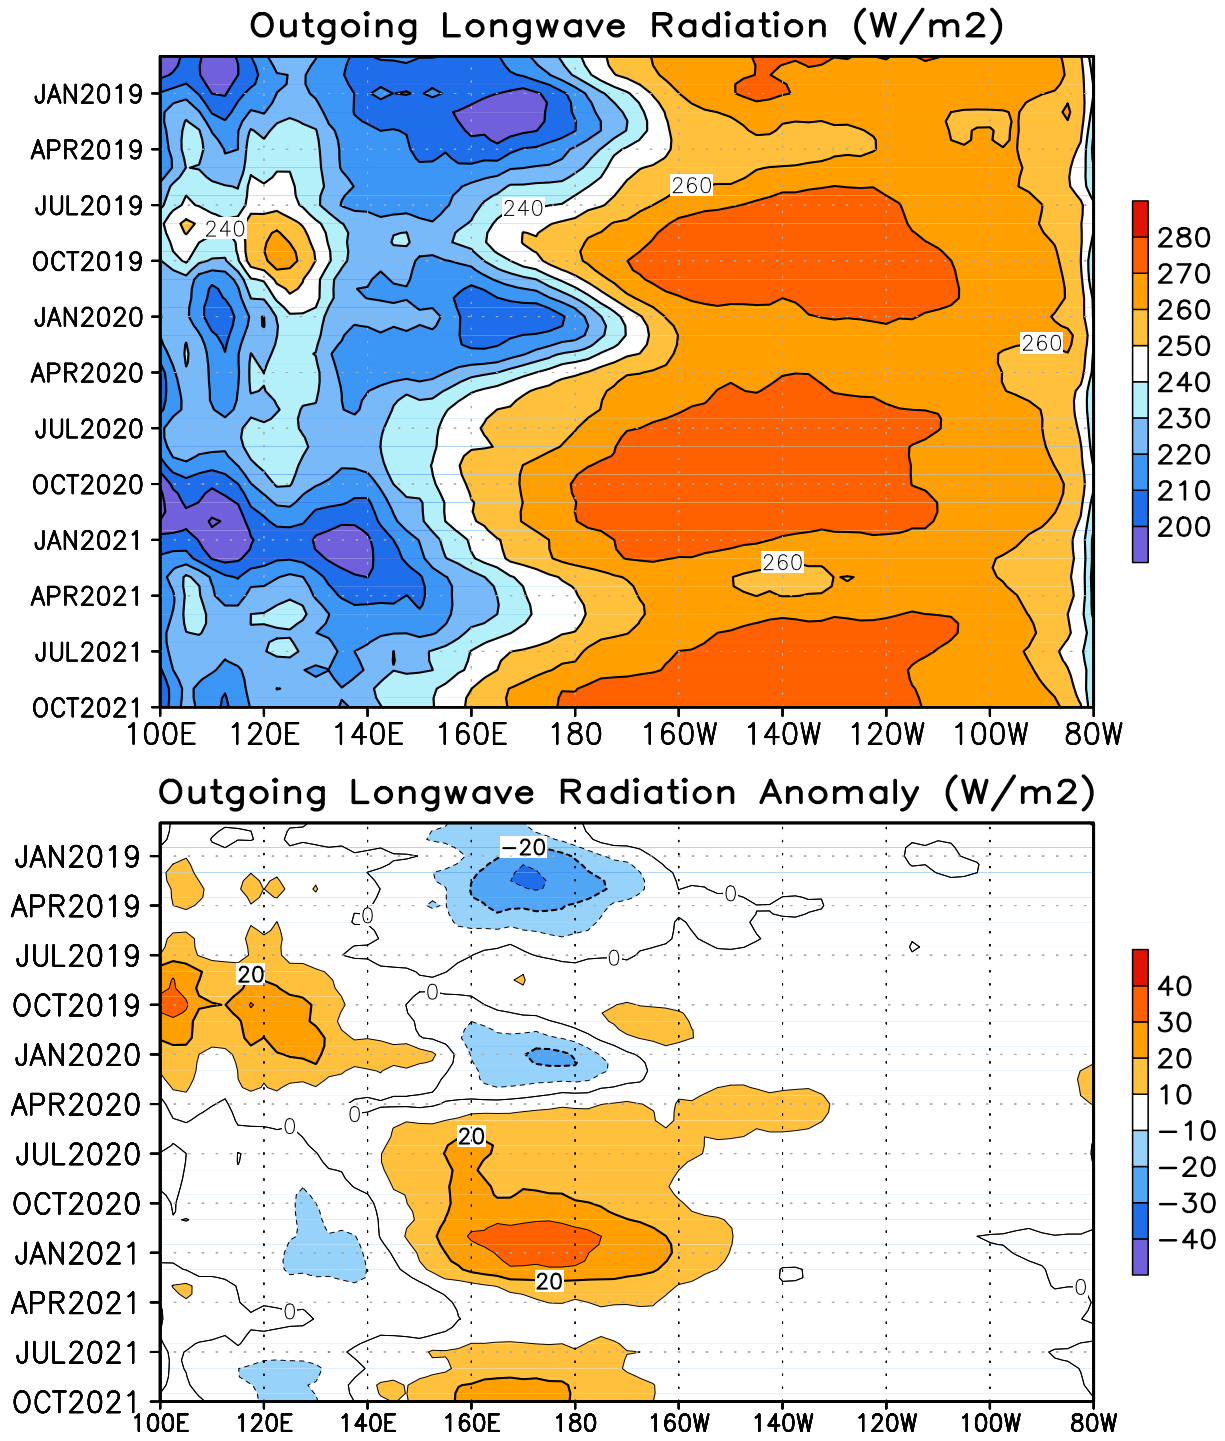 Outgoing Longwave Radiation (W/m2)
JAN2019
APR2019
260
JUL2019
240
240
OCT2019
JAN2020
260
APR2020
JUL2020
OCT2020
JAN2021
260
APR2021
JUL2021
OCT2021
100E 120E 140E 160E 180 160W 140W 120W 100W 80W
280
270
260
250
240
230
220
210
200
Outgoing Longwave Radiation Anomaly (W/m2)
-20
JAN2019
0
APR2019
0
JUL2019
0
20
0
OCT2019
JAN2020
APR2020
0
0
20
JUL2020
OCT2020
JAN2021
20
0
APR2021
0
JUL2021
OCT2021
100E 120E 140E 160E 180 160W 140W 120W 100W 80W
40
30
20
10
-10
-20
-30
-40